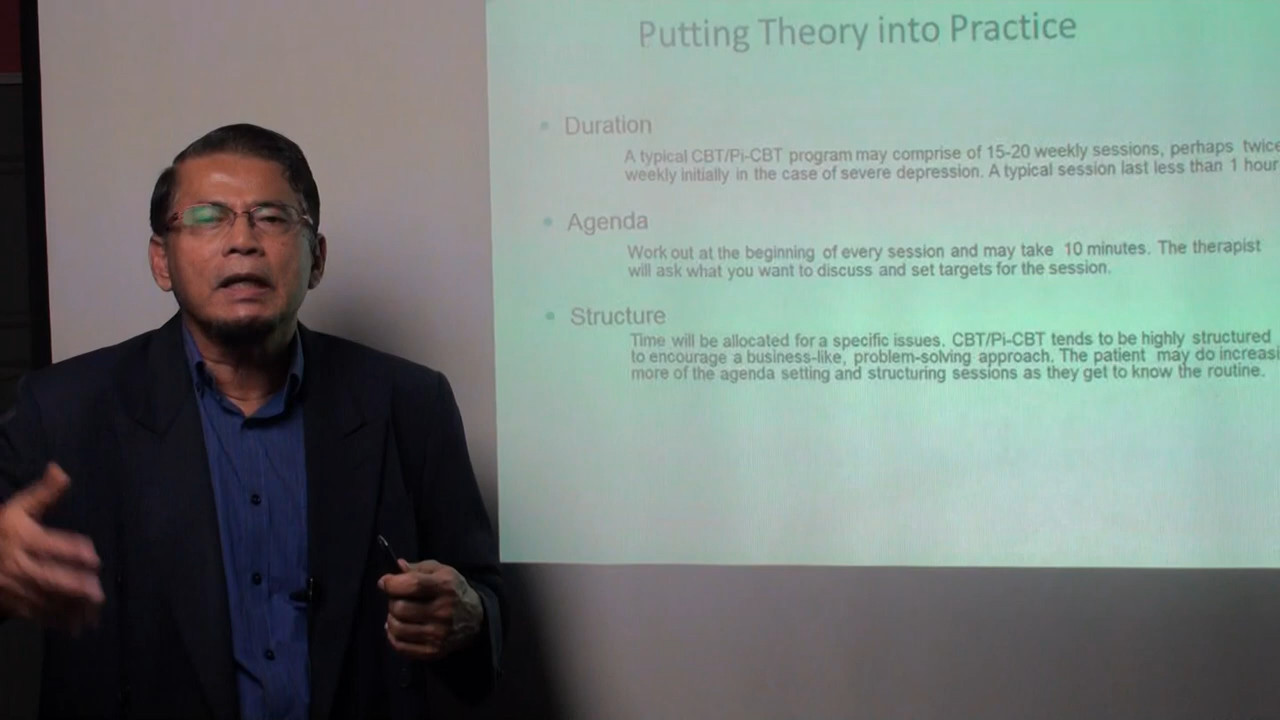 Putting Theory into Practice
Duration
A typical CBT/Pi-CBT program may comprise of 15-20 weekly sessions, perhaps twice
weekly initially in the case of severe depression. A typical session last less than 1 hour
Agenda
Work out at the beginning of every session and may take 10 minutes. The therapist
will ask what you want to discuss and set targets for the session.
Structure
Time will be allocated for a specific issues. CBT/Pi-CBT tends to be highly structured
to encourage a business-like, problem-solving approach. The patient may do increasi
more of the agenda setting and structuring sessions as they get to know the routine.